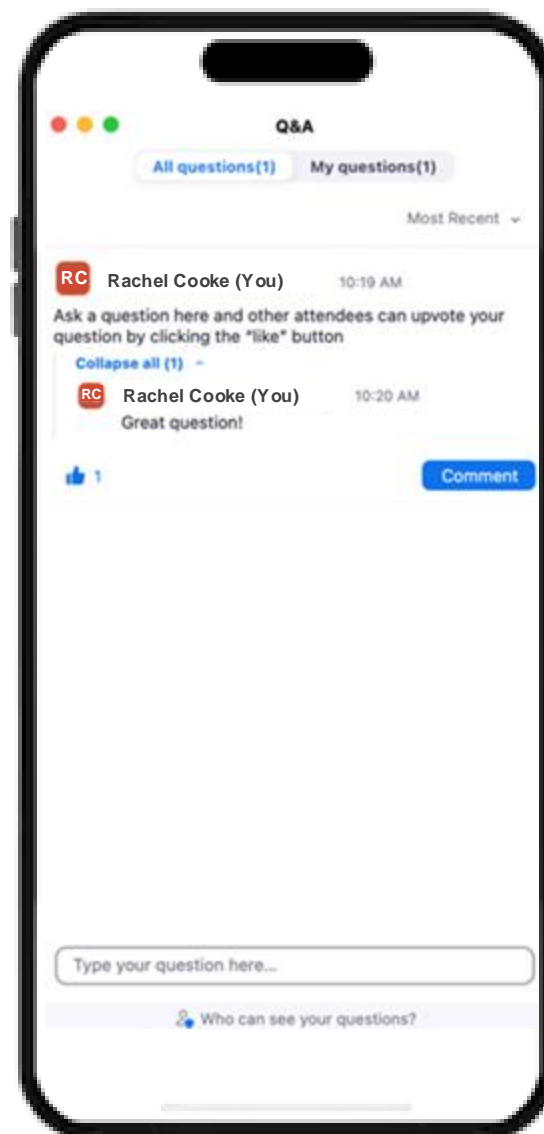 Q&A
All questions(1) My questions(1)
Most Recent
RC Rachel Cooke (You) 10:19 AM
Ask a question here and other attendees can upvote your
question by clicking the “like” button
Collapse all (1)
RC Rachel Cooke (You) 10:20 AM
Great question!
1 Comment
Type your question here...
Who can see your questions?